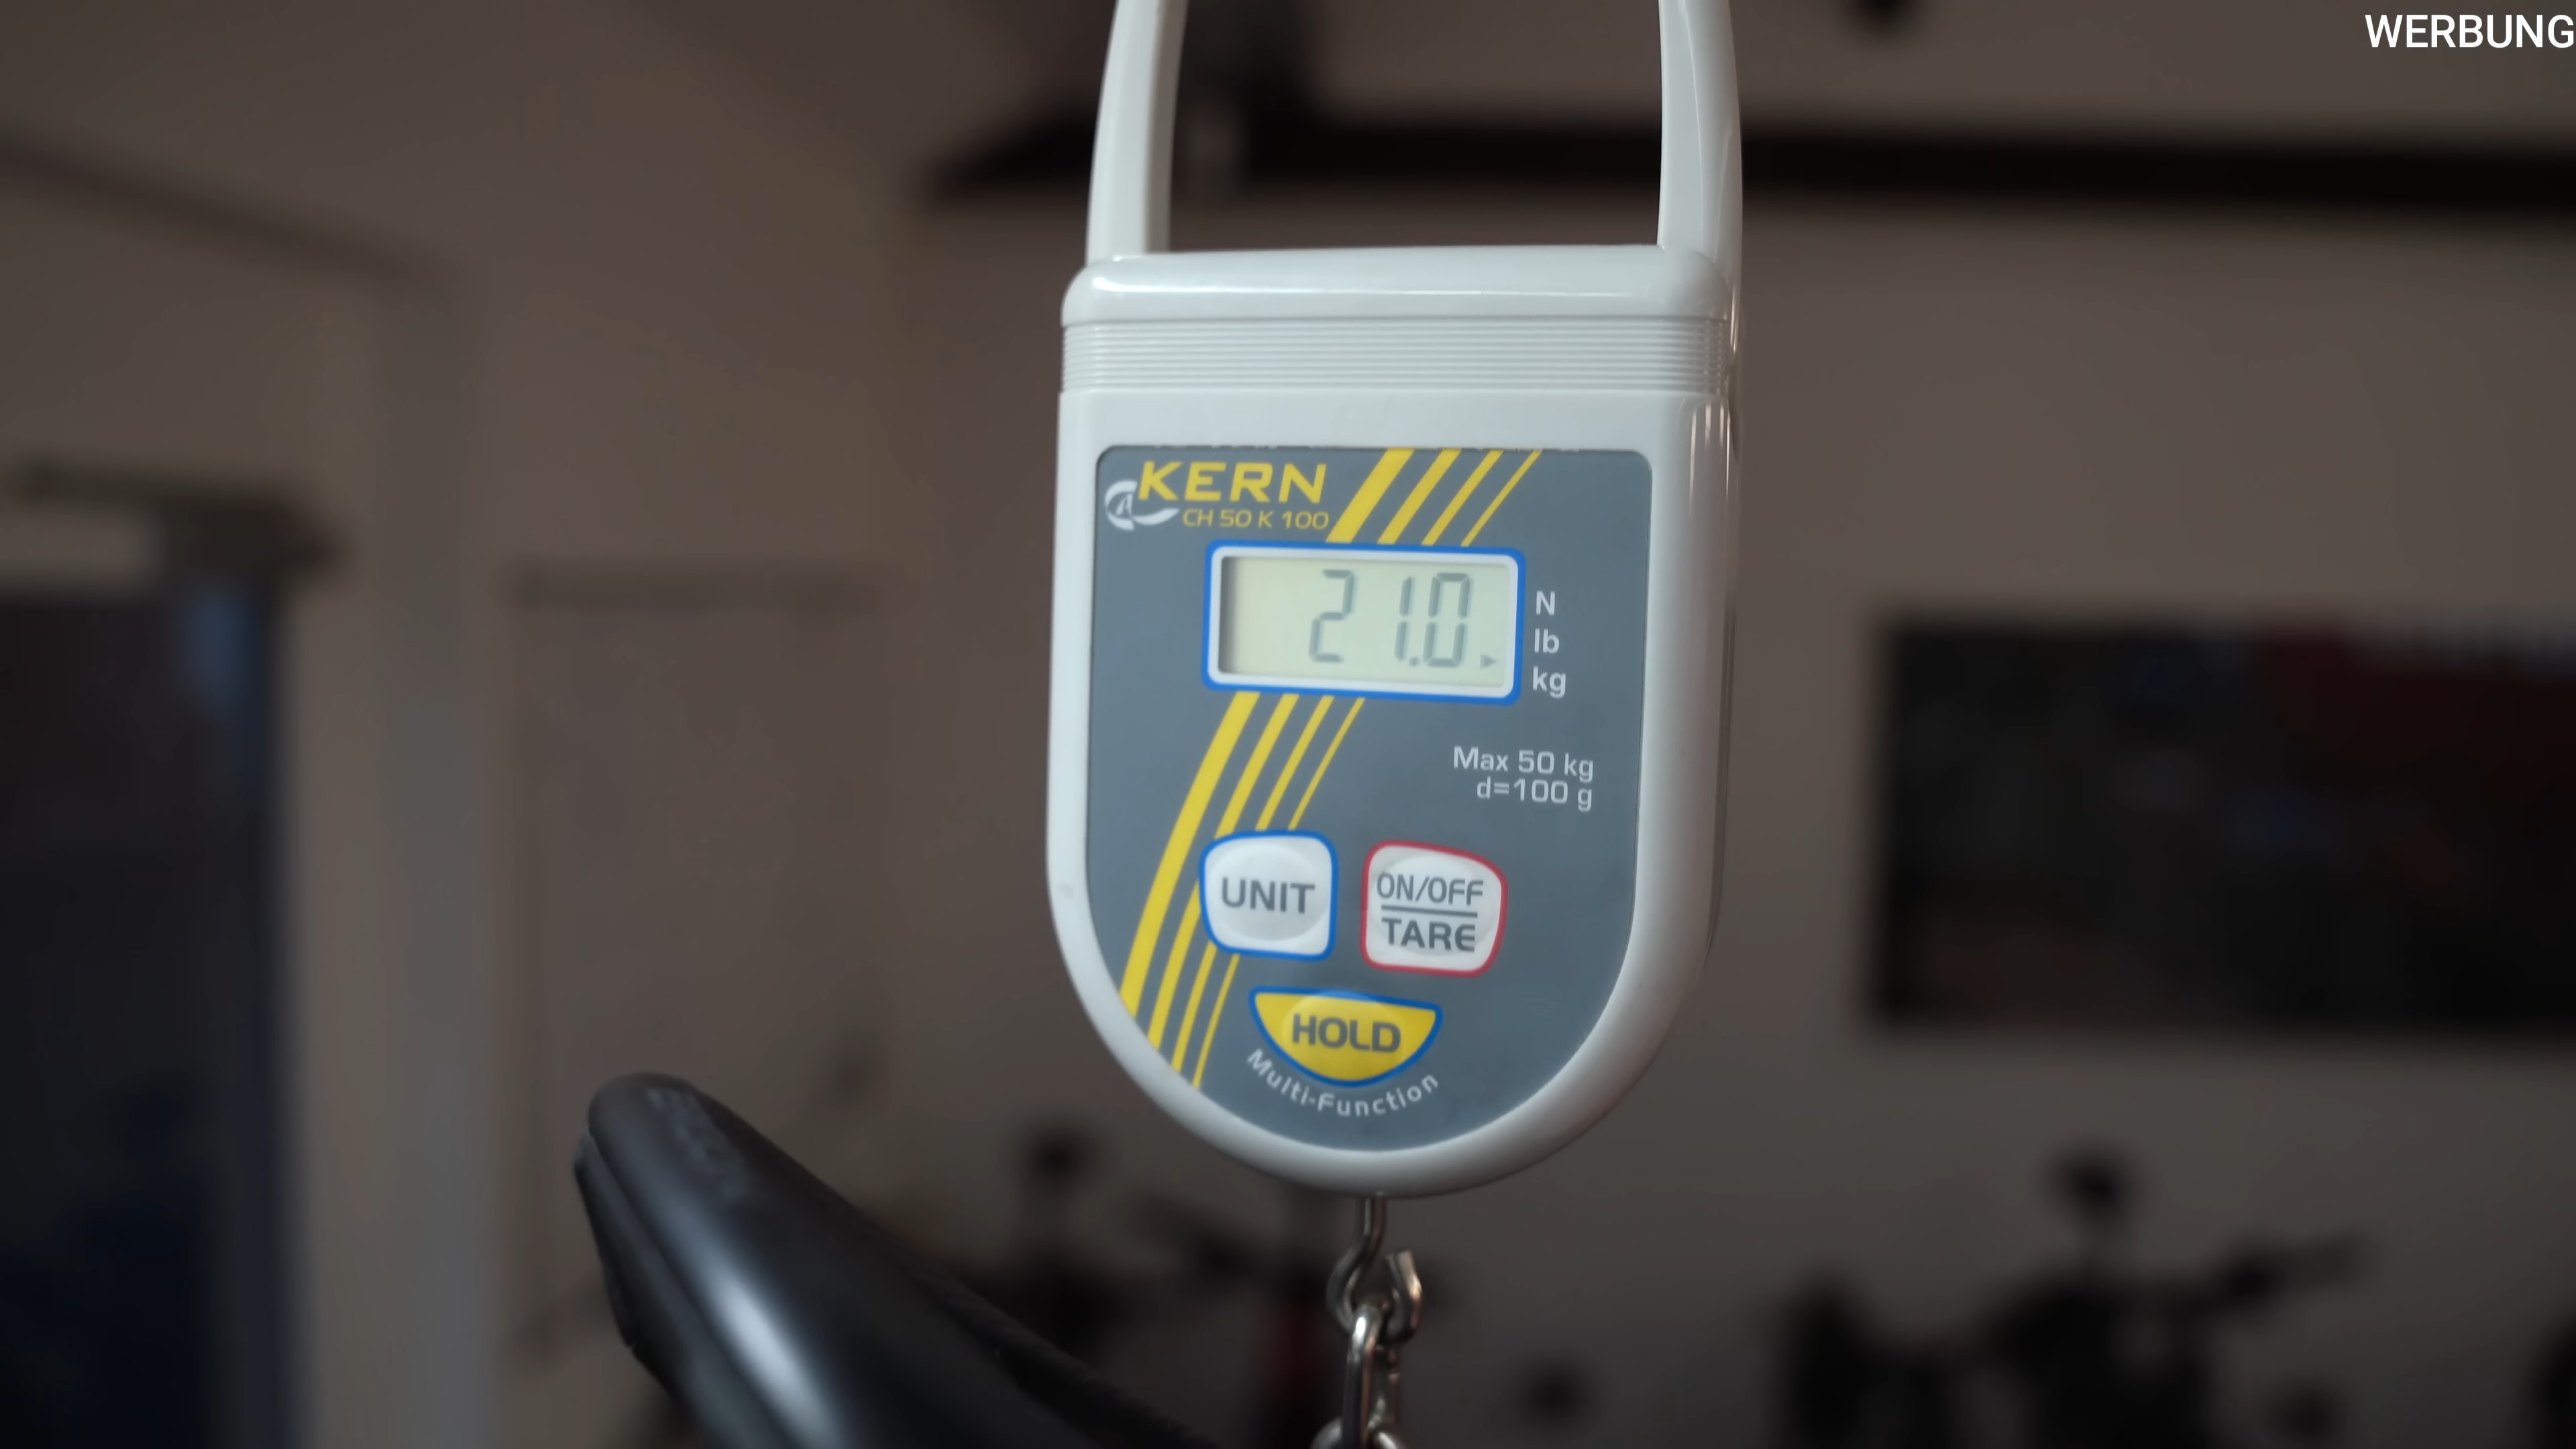 WERBUNG
KERN
CH 50 K 100
21.0
N
lb
kg
Max 50 kg
d=100 g
UNIT
ON/OFF
TARE
HOLD
Multi-Function